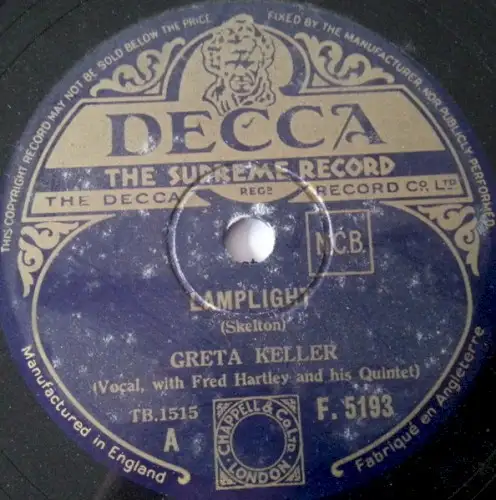 THIS COPYRIGHT RECORD MAY NOT BE SOLD BELOW THE PRICE FIXED BY THE MANUFACTURER, NOR PUBLICLY PERFORMED.
DECCA
THE SUPREME RECORD
THE DECCA REGD RECORD CO. LTD
M.C.B.
LAMPLIGHT
(Skelton)
GRETA KELLER
(Vocal, with Fred Hartley and his Quintet)
TB.1515 F. 5193
A
CHAPPELL & CO LTD
LONDON
Manufactured in England
Fabriqué en Angleterre